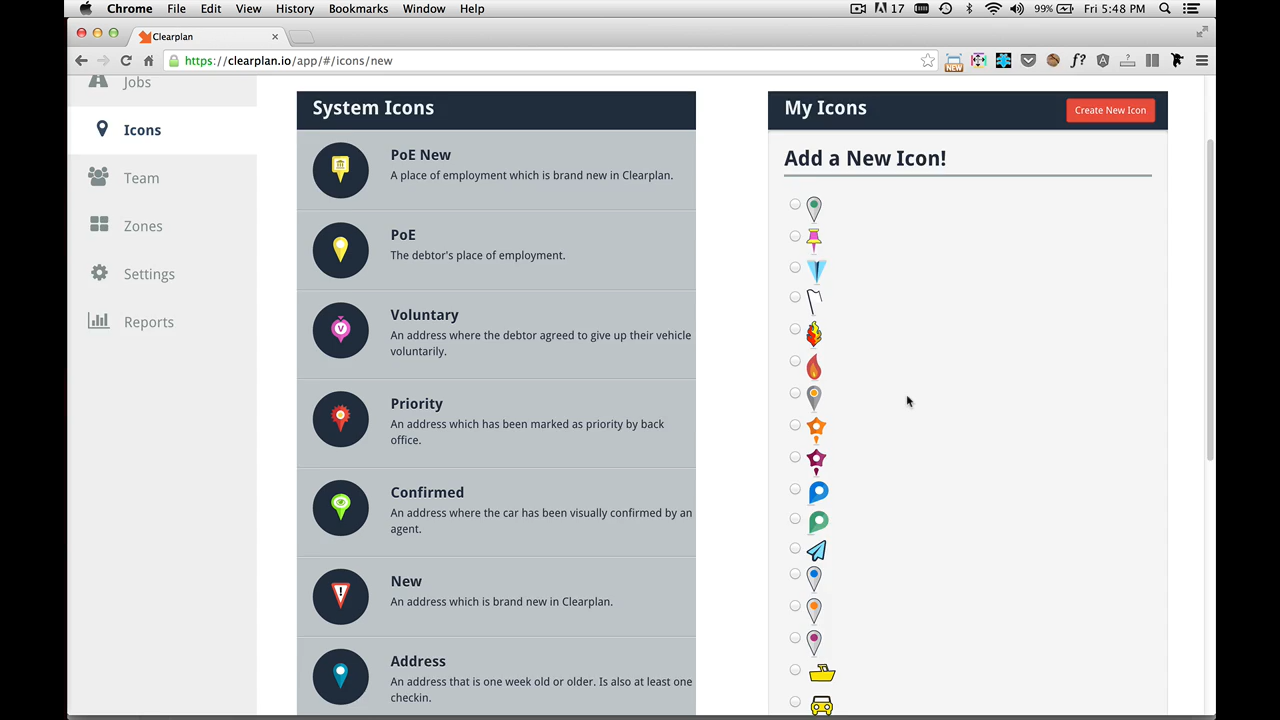 Chrome File Edit View History Bookmarks Window Help
17
99% Fri 5:48 PM
Clearplan
https://clearplan.io/app/#/icons/new
NEW
f?
Jobs
Icons
Team
Zones
Settings
Reports
System Icons
PoE New
A place of employment which is brand new in Clearplan.
PoE
The debtor's place of employment.
V
Voluntary
An address where the debtor agreed to give up their vehicle
voluntarily.
Priority
An address which has been marked as priority by back
office.
Confirmed
An address where the car has been visually confirmed by an
agent.
!
New
An address which is brand new in Clearplan.
Address
An address that is one week old or older. Is also at least one
checkin.
My Icons
Create New Icon
Add a New Icon!